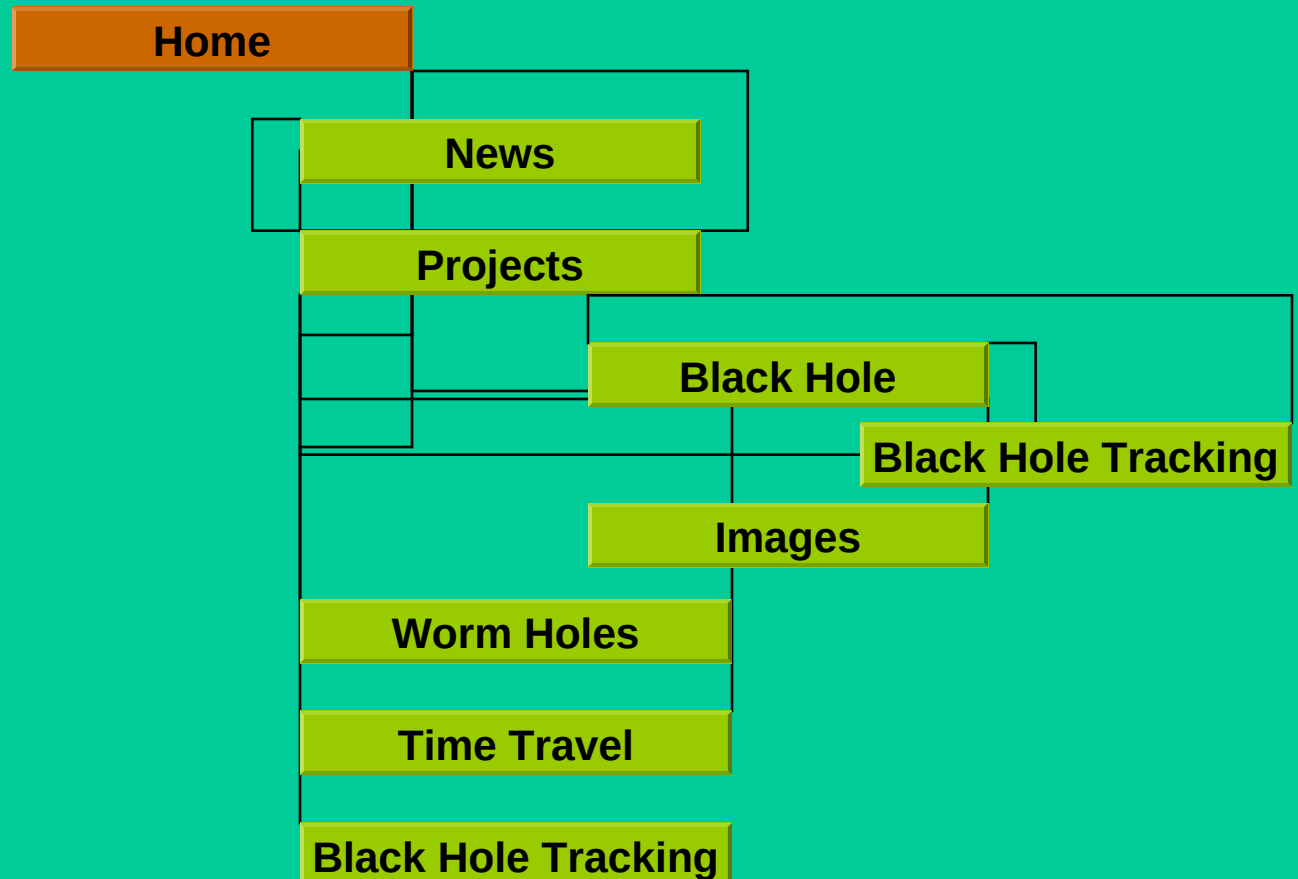 Home
News
Projects
Black Hole
Black Hole Tracking
Images
Worm Holes
Time Travel
Black Hole Tracking